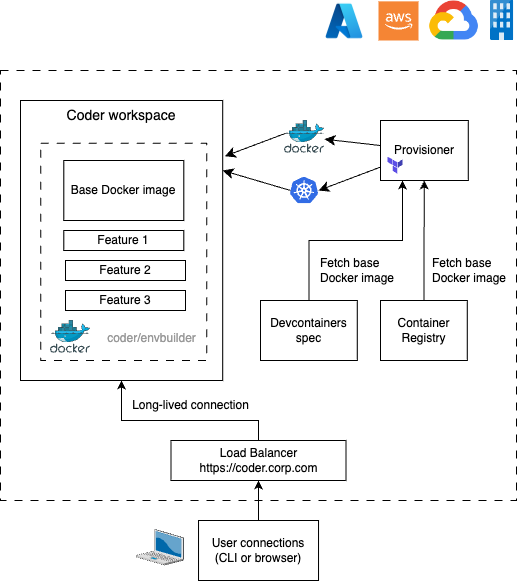 aws
Coder workspace
docker
Provisioner
Base Docker image
Feature 1
Feature 2
Feature 3
docker
coder/envbuilder
Fetch base
Docker image
Fetch base
Docker image
Devcontainers
spec
Container
Registry
Long-lived connection
Load Balancer
https://coder.corp.com
User connections
(CLI or browser)